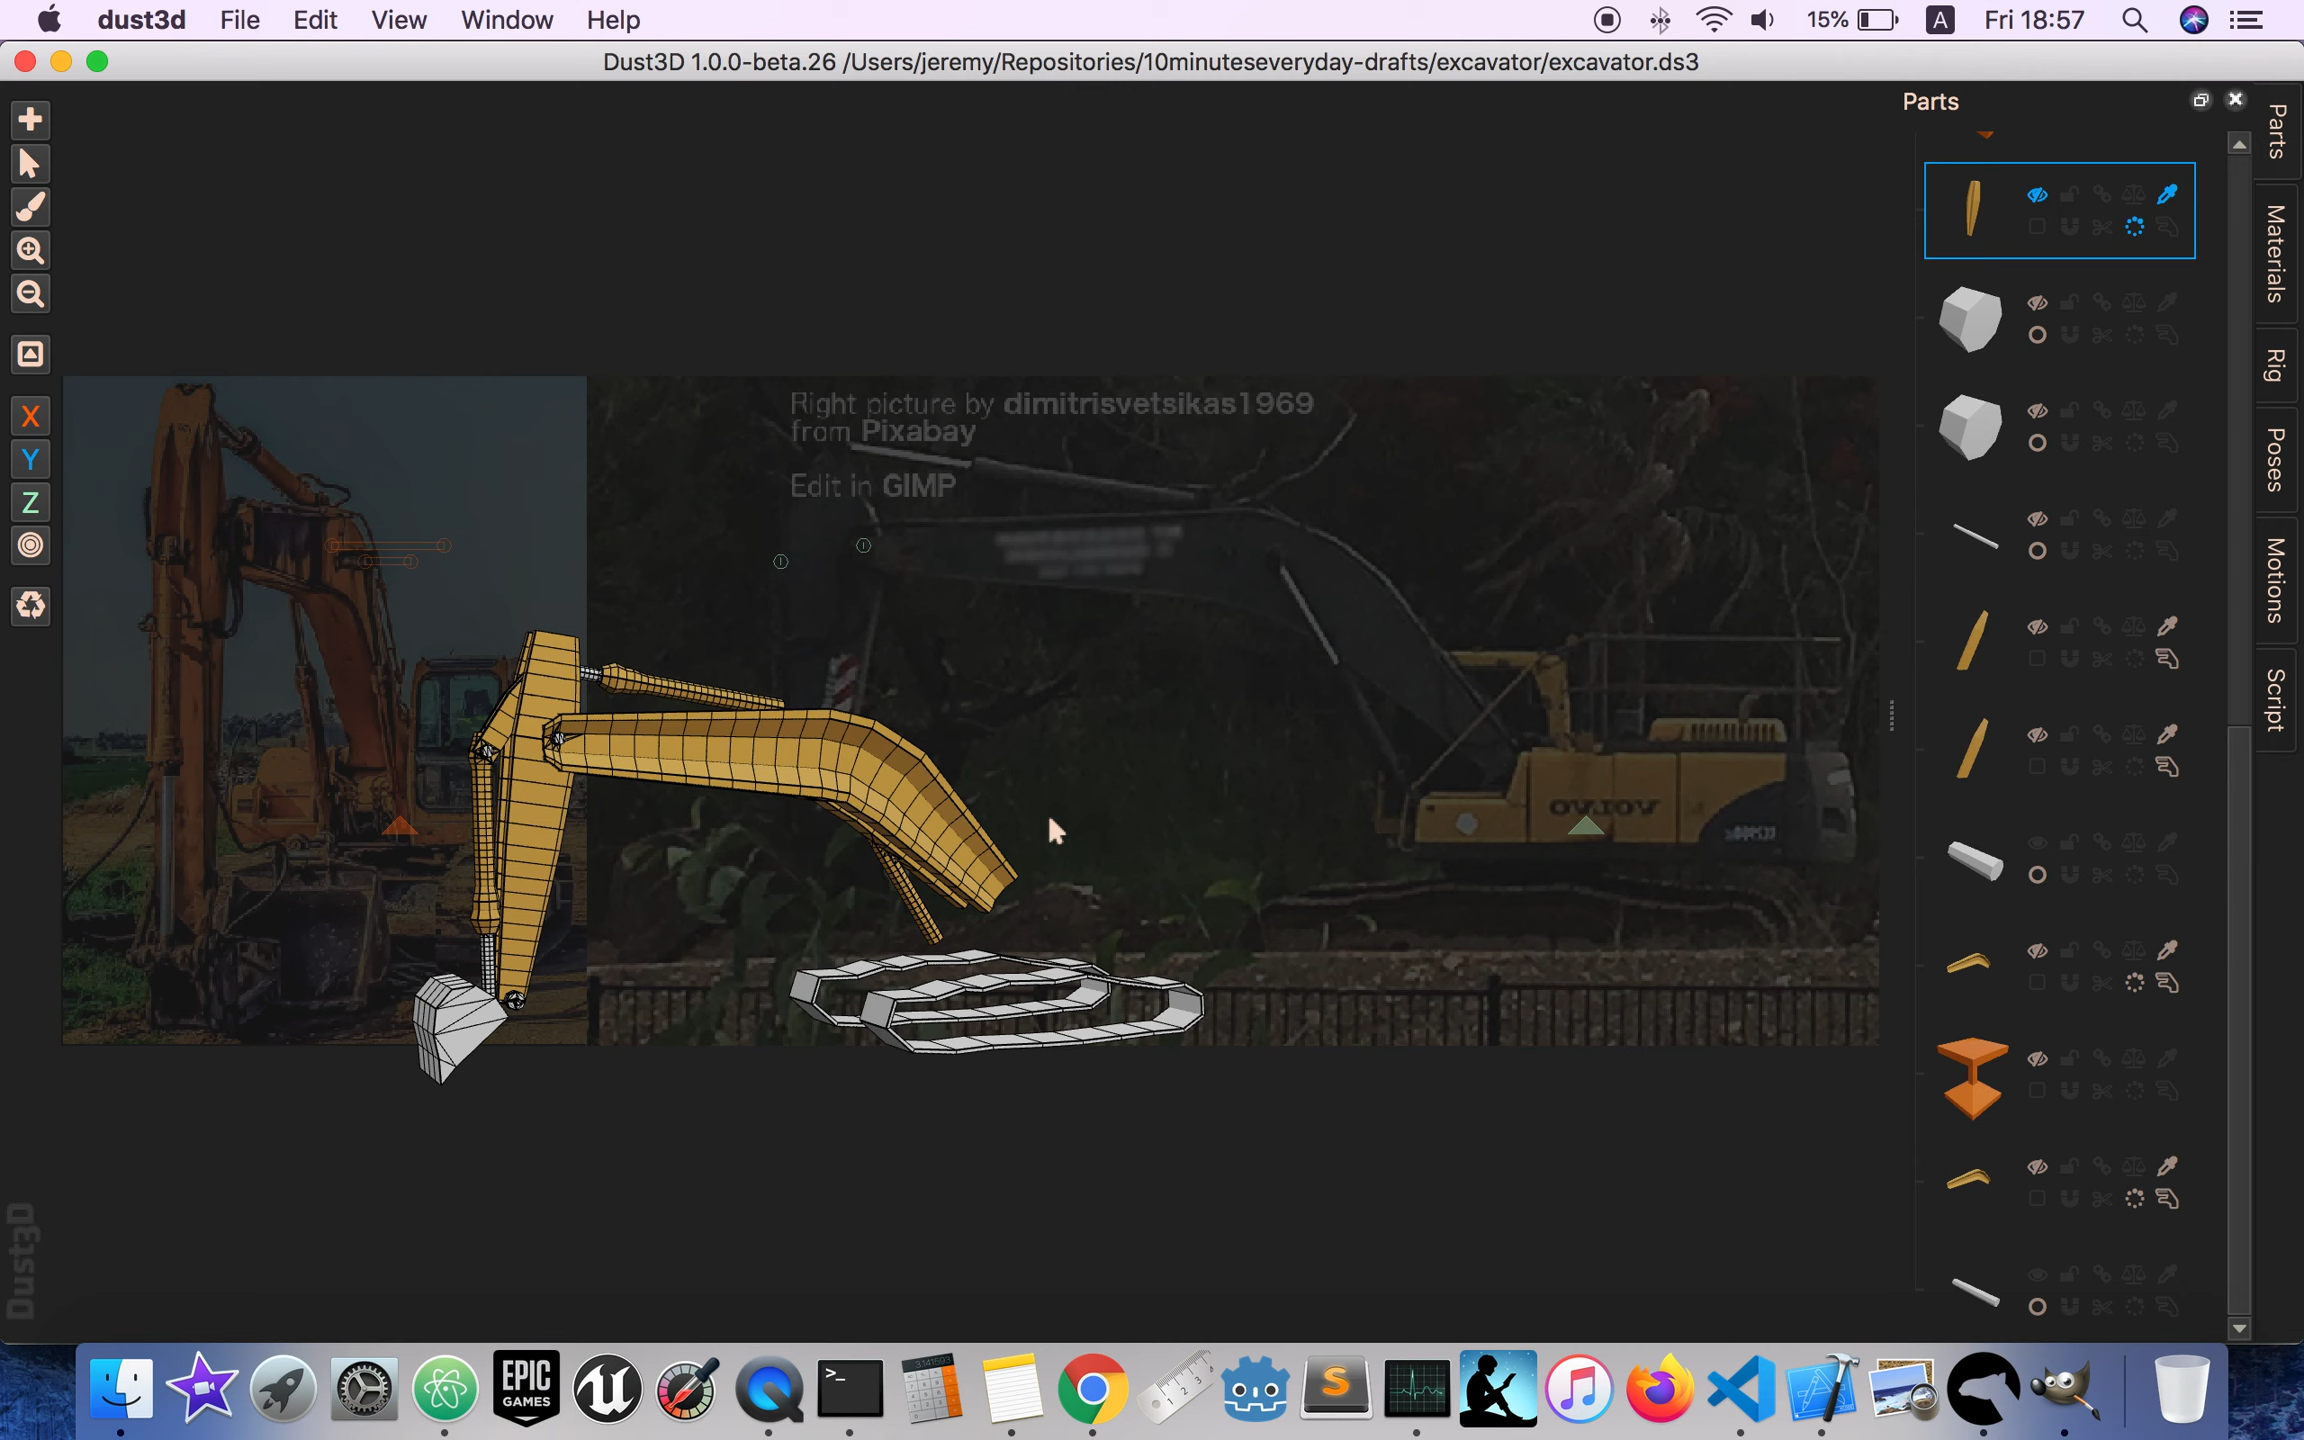 dust3d File Edit View Window Help 15% A Fri 18:57
Dust3D 1.0.0-beta.26 /Users/jeremy/Repositories/10minuteseveryday-drafts/excavator/excavator.ds3
Parts
Parts
Materials
Rig
Poses
Motions
Script
X
Y
Z
Right picture by dimitrisvetsikas1969
from Pixabay
Edit in GIMP
Dust3D
EPIC
GAMES